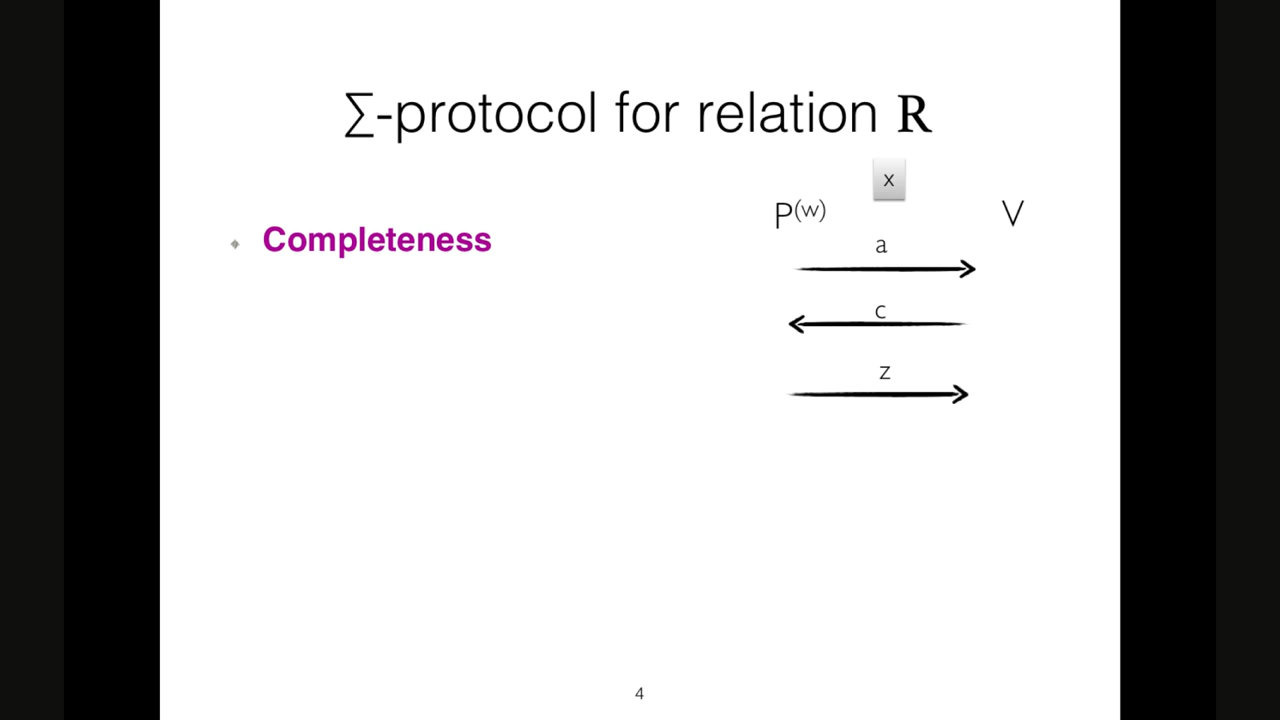 ∑-protocol for relation R
x
P(w) V
Completeness
a
c
z
4